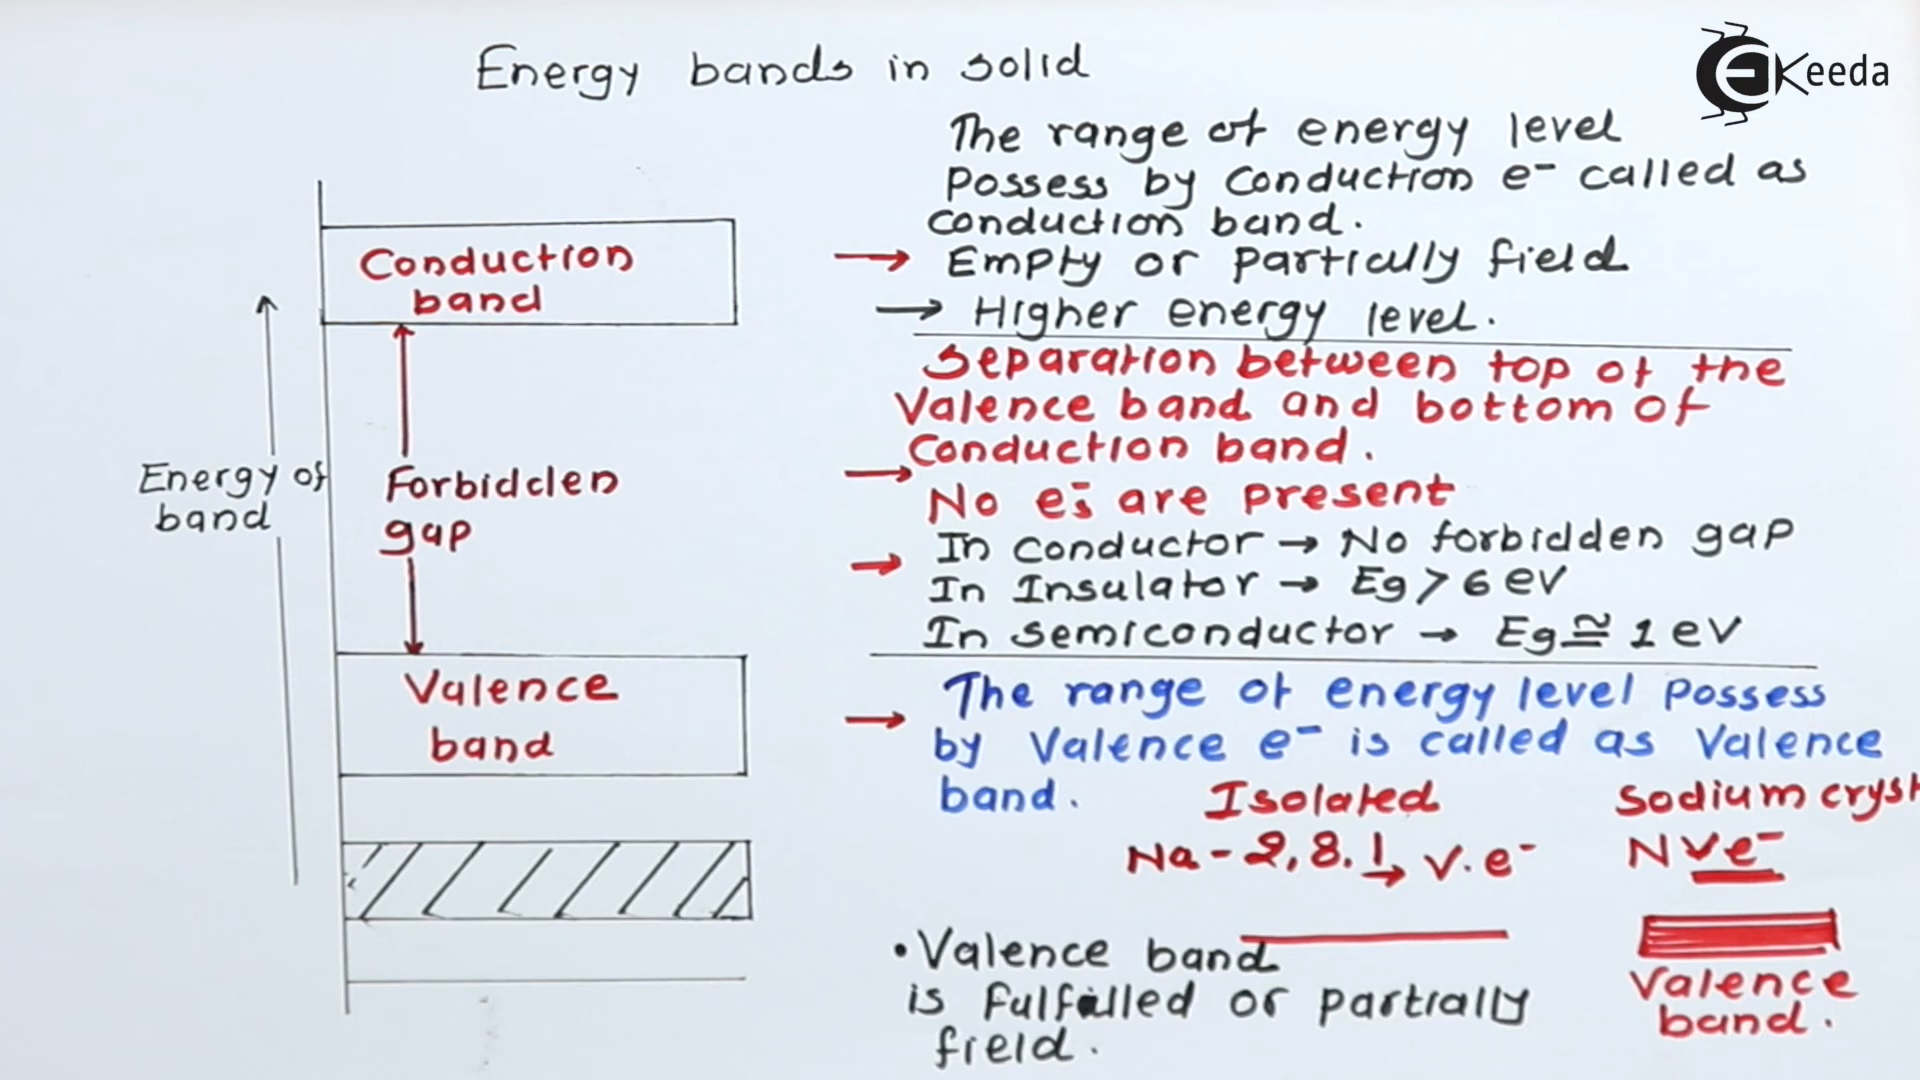 Energy bands in solid
EKeeda
The range of energy level
Possess by Conduction e⁻ called as
Conduction band.
→ Empty or Partially field
→ Higher energy level.
Conduction
band
Separation between top of the
Valence band and bottom of
Conduction band.
→ No e⁻s are present
Energy of
band
Forbidden
gap
→ In Conductor → No forbidden gap
In Insulator → Eg > 6 eV
In semiconductor → Eg ≅ 1 eV
Valence
band
→ The range of energy level Possess
by Valence e⁻ is called as Valence
band.
Isolated
Na - 2, 8, 1 → V. e⁻
Sodium cryst
N Ve⁻
Valence
band.
• Valence band
is fulfilled or partially
field.